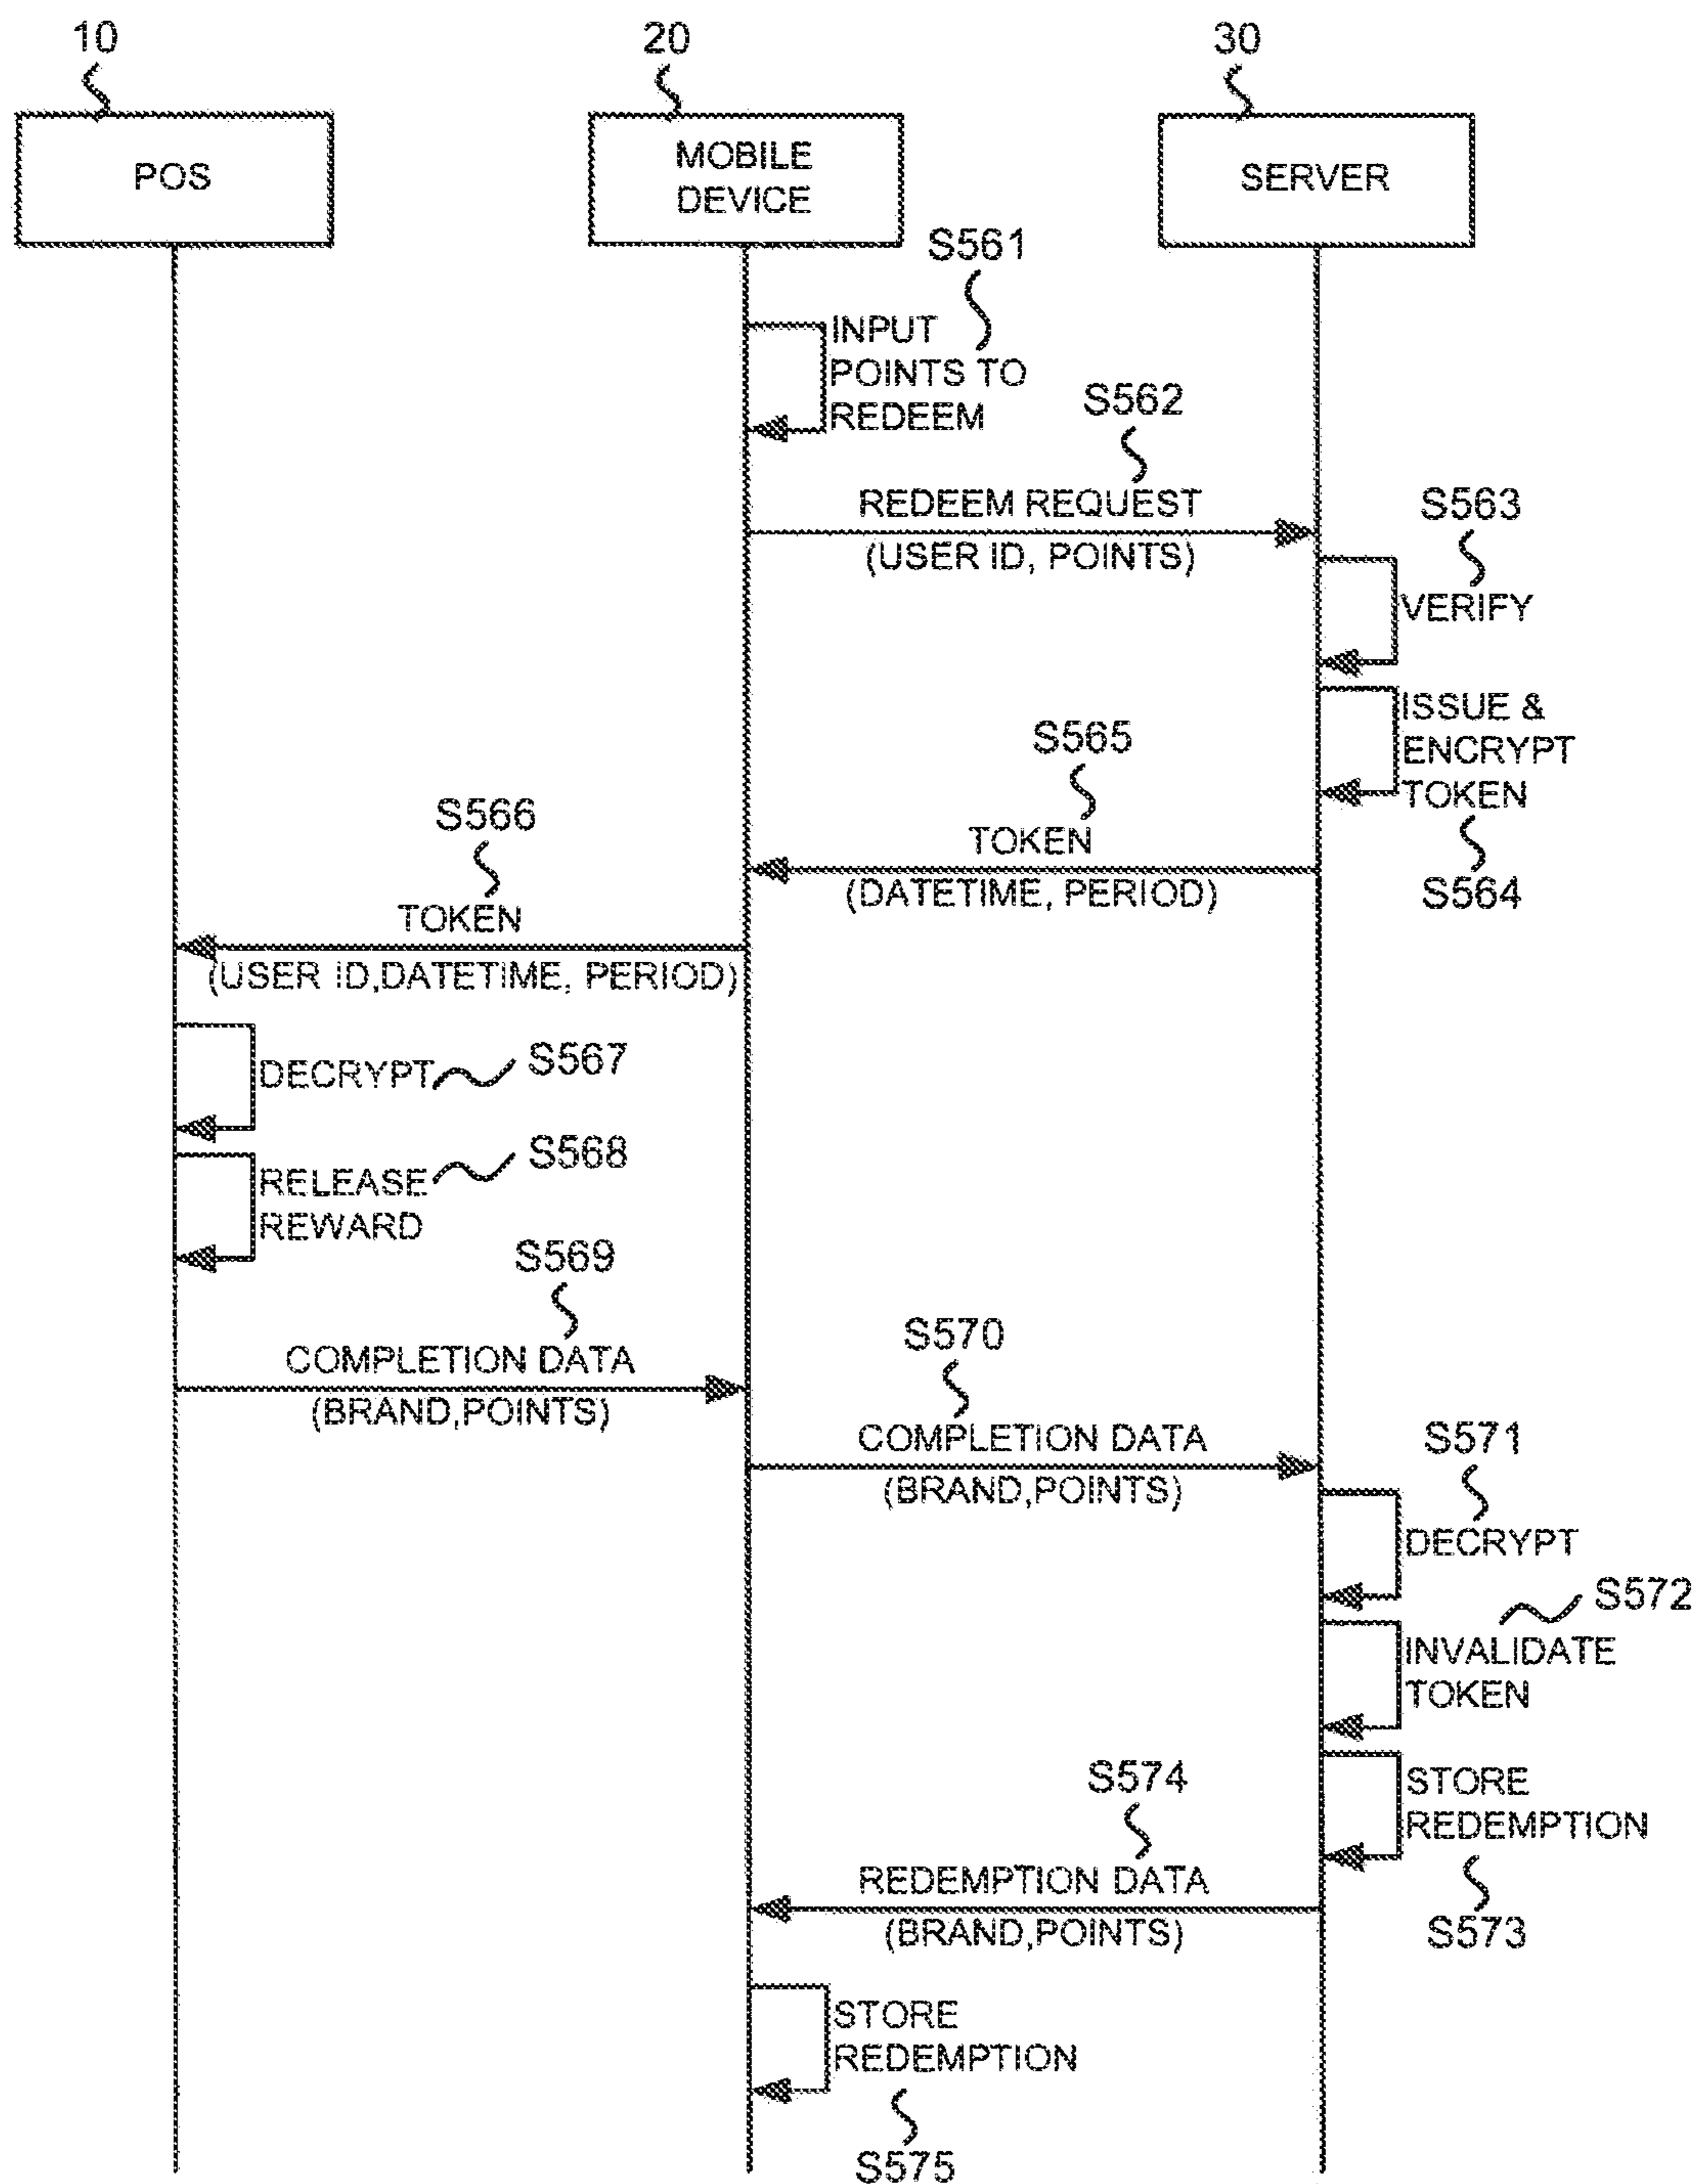 10
20
30
POS
MOBILE
DEVICE
SERVER
S561
INPUT
POINTS TO
REDEEM
S562
REDEEM REQUEST
(USER ID, POINTS)
S563
VERIFY
ISSUE &
ENCRYPT
TOKEN
S564
S565
TOKEN
(DATETIME, PERIOD)
S566
TOKEN
(USER ID,DATETIME, PERIOD)
DECRYPT
S567
S568
RELEASE
REWARD
S569
COMPLETION DATA
(BRAND,POINTS)
S570
COMPLETION DATA
(BRAND,POINTS)
S571
DECRYPT
S572
INVALIDATE
TOKEN
STORE
REDEMPTION
S573
S574
REDEMPTION DATA
(BRAND,POINTS)
STORE
REDEMPTION
S575